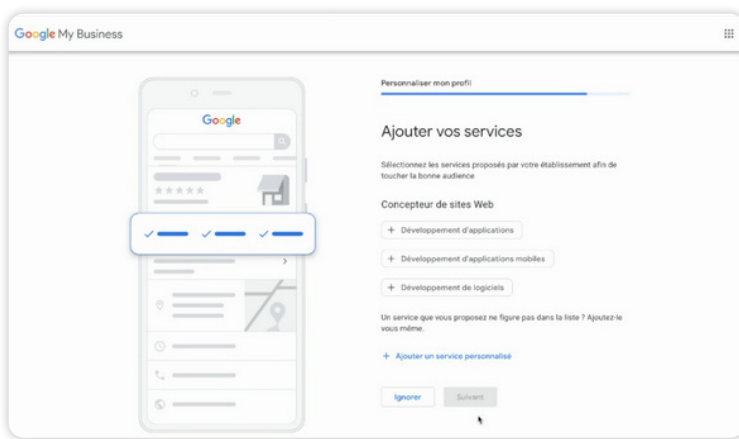 Google My Business
Google
Personnaliser mon profil
Ajouter vos services
Sélectionnez les services proposés par votre établissement afin de
toucher la bonne audience
Concepteur de sites Web
+ Développement d'applications
+ Développement d'applications mobiles
+ Développement de logiciels
Un service que vous proposez ne figure pas dans la liste ? Ajoutez-le
vous même.
+ Ajouter un service personnalisé
Ignorer
Suivant